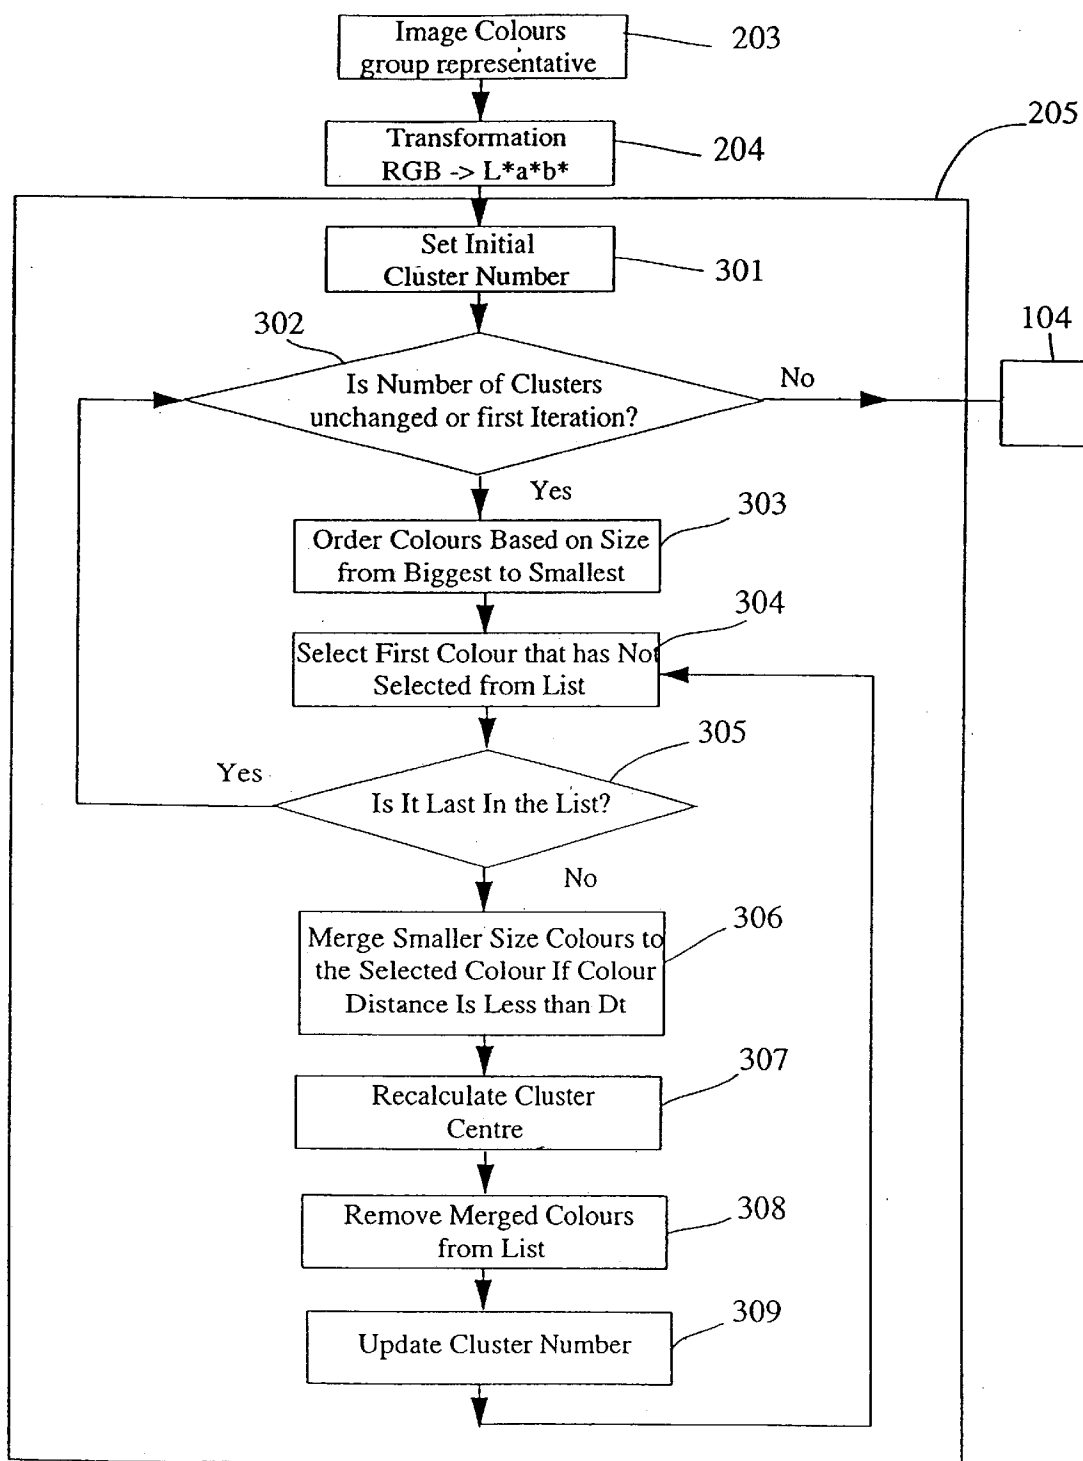 Image Colours
group representative
203
Transformation
RGB -> L*a*b*
204
205
Set Initial
Cluster Number
301
302
104
Is Number of Clusters
unchanged or first Iteration?
No
Yes
303
Order Colours Based on Size
from Biggest to Smallest
304
Select First Colour that has Not
Selected from List
305
Yes
Is It Last In the List?
No
306
Merge Smaller Size Colours to
the Selected Colour If Colour
Distance Is Less than Dt
307
Recalculate Cluster
Centre
308
Remove Merged Colours
from List
309
Update Cluster Number